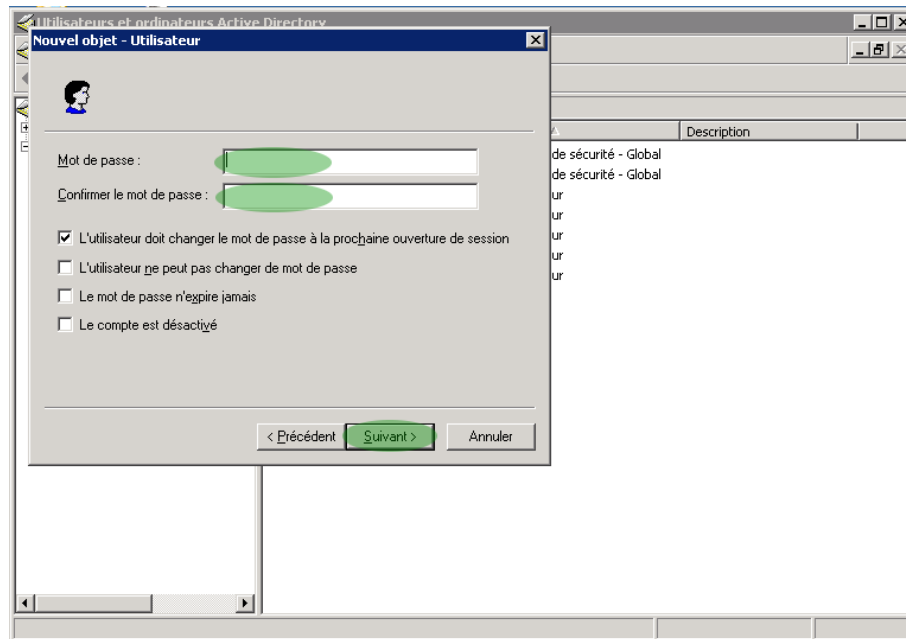 Utilisateurs et ordinateurs Active Directory
Nouvel objet - Utilisateur
Description
de sécurité - Global
de sécurité - Global
ur
ur
ur
ur
ur
Mot de passe :
Confirmer le mot de passe :
L'utilisateur doit changer le mot de passe à la prochaine ouverture de session
L'utilisateur ne peut pas changer de mot de passe
Le mot de passe n'expire jamais
Le compte est désactivé
< Précédent
Suivant >
Annuler